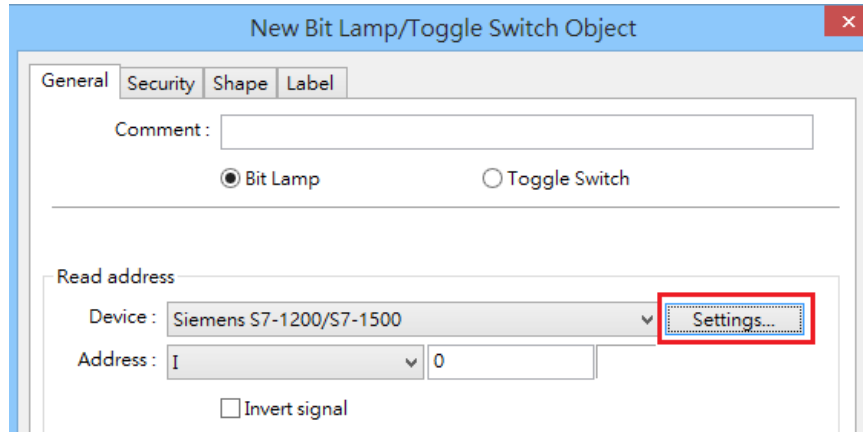 New Bit Lamp/Toggle Switch Object
General Security Shape Label
Comment :
Bit Lamp Toggle Switch
Read address
Device : Siemens S7-1200/S7-1500 Settings...
Address : I 0
Invert signal